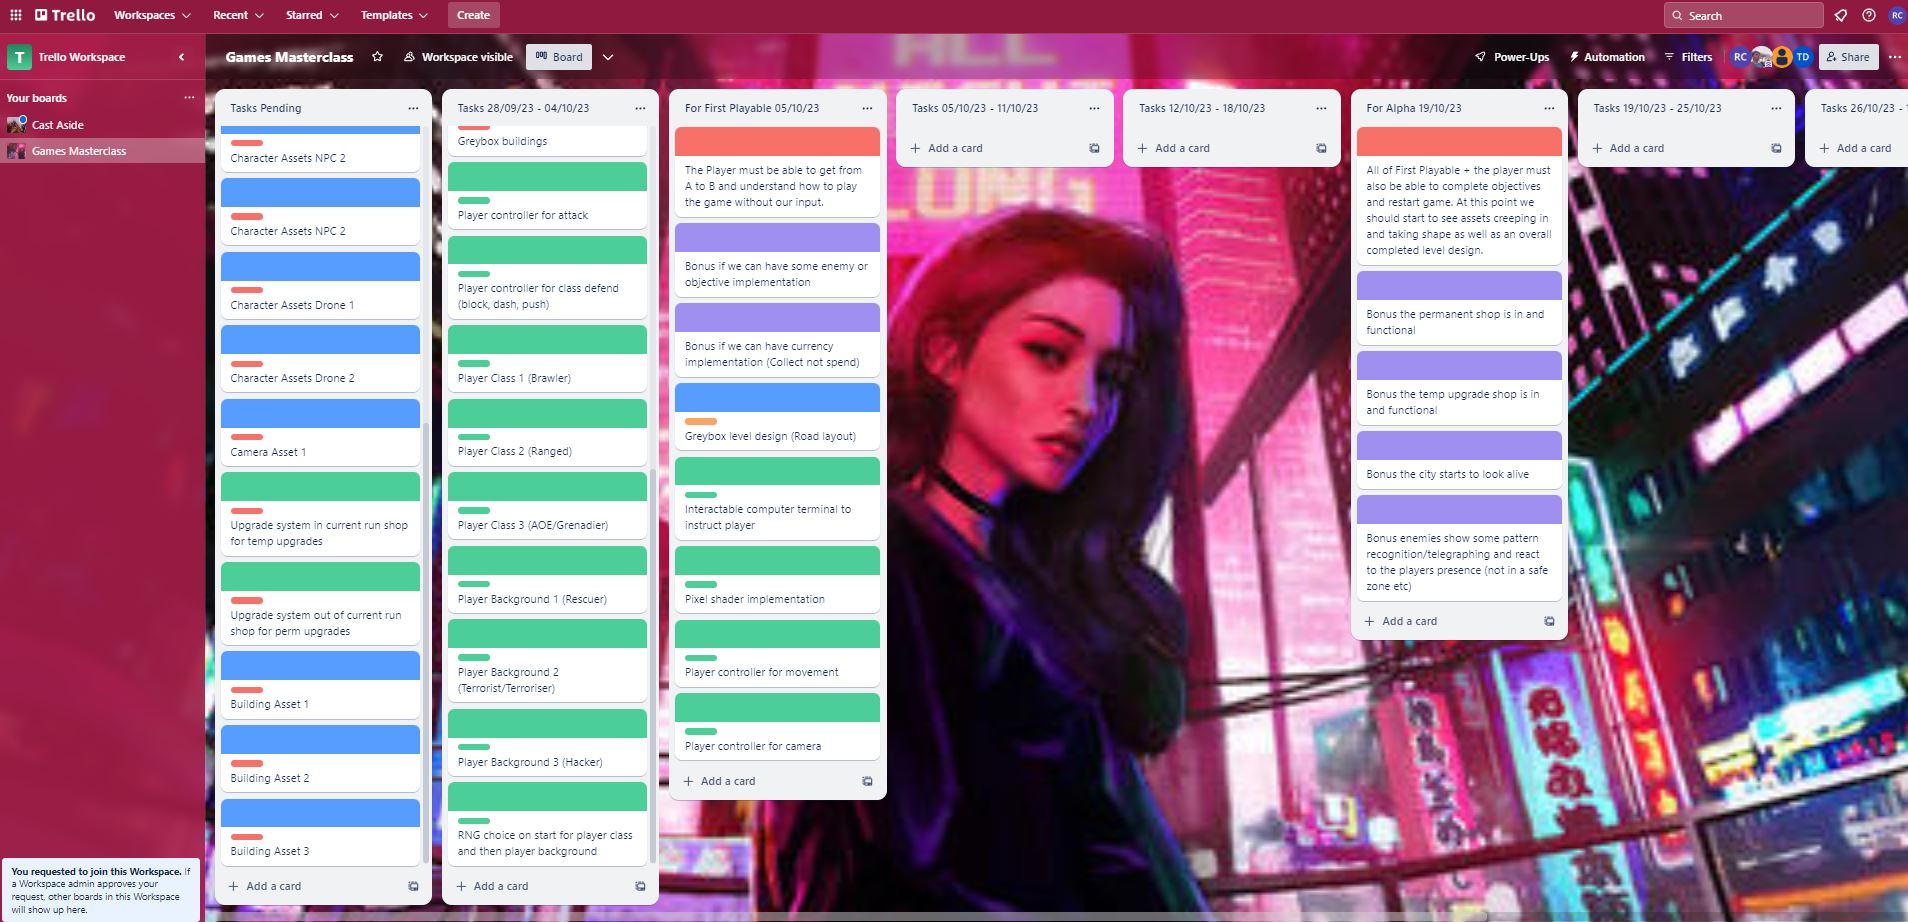 Trello
Workspaces
Recent
Starred
Templates
Create
Search
RC
T
Trello Workspace
Games Masterclass
Workspace visible
Board
Power-Ups
Automation
Filters
RC
TD
Share
Your boards
Cast Aside
Games Masterclass
You requested to join this Workspace. If
a Workspace admin approves your
request, other boards in this Workspace
will show up here.
Tasks Pending
Character Assets NPC 2
Character Assets NPC 2
Character Assets Drone 1
Character Assets Drone 2
Camera Asset 1
Upgrade system in current run shop
for temp upgrades
Upgrade system out of current run
shop for perm upgrades
Building Asset 1
Building Asset 2
Building Asset 3
Add a card
Tasks 28/09/23 - 04/10/23
Greybox buildings
Player controller for attack
Player controller for class defend
(block, dash, push)
Player Class 1 (Brawler)
Player Class 2 (Ranged)
Player Class 3 (AOE/Grenadier)
Player Background 1 (Rescuer)
Player Background 2
(Terrorist/Terroriser)
Player Background 3 (Hacker)
RNG choice on start for player class
and then player background
Add a card
For First Playable 05/10/23
The Player must be able to get from
A to B and understand how to play
the game without our input.
Bonus if we can have some enemy or
objective implementation
Bonus if we can have currency
implementation (Collect not spend)
Greybox level design (Road layout)
Interactable computer terminal to
instruct player
Pixel shader implementation
Player controller for movement
Player controller for camera
Add a card
Tasks 05/10/23 - 11/10/23
Add a card
Tasks 12/10/23 - 18/10/23
Add a card
For Alpha 19/10/23
All of First Playable + the player must
also be able to complete objectives
and restart game. At this point we
should start to see assets creeping in
and taking shape as well as an overall
completed level design.
Bonus the permanent shop is in and
functional
Bonus the temp upgrade shop is in
and functional
Bonus the city starts to look alive
Bonus enemies show some pattern
recognition/telegraphing and react
to the players presence (not in a safe
zone etc)
Add a card
Tasks 19/10/23 - 25/10/23
Add a card
Tasks 26/10/23 -
Add a card
ALL
LONG